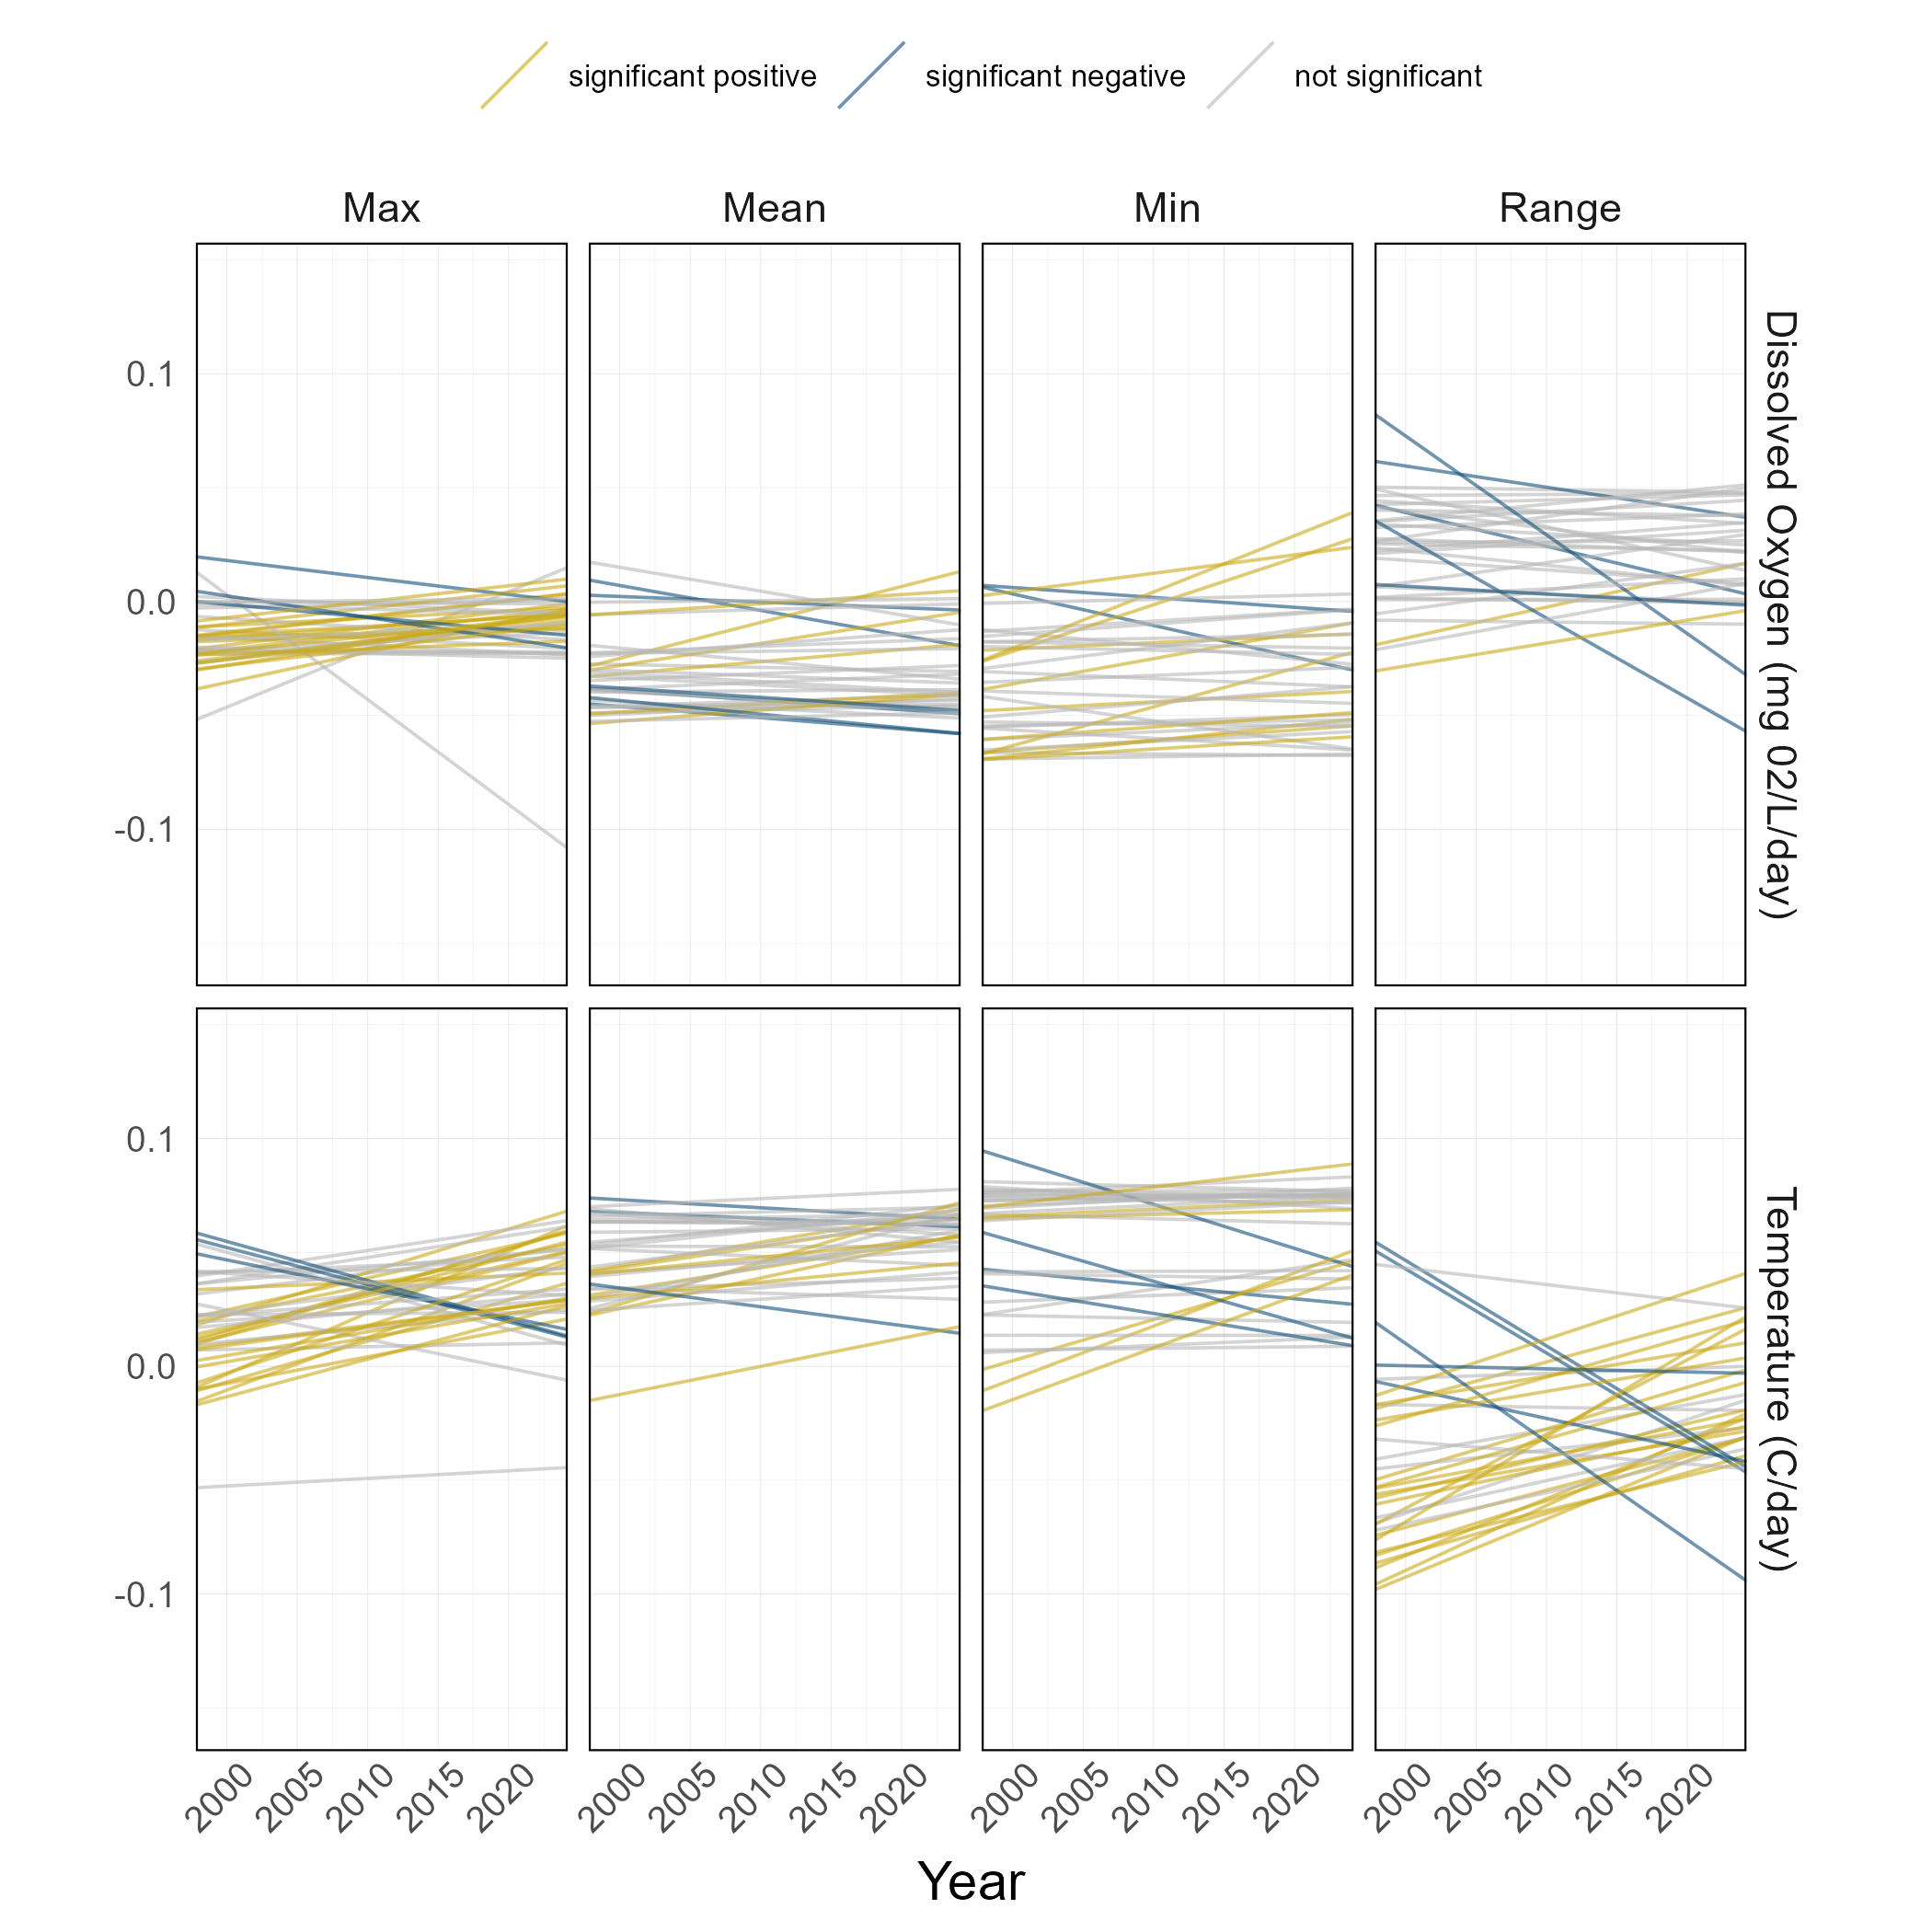 significant positive significant negative not significant
Max Mean Min Range
0.1
0.0
-0.1
Dissolved Oxygen (mg 02/L/day)
0.1
0.0
-0.1
Temperature (C/day)
2000 2005 2010 2015 2020 2000 2005 2010 2015 2020 2000 2005 2010 2015 2020 2000 2005 2010 2015 2020
Year